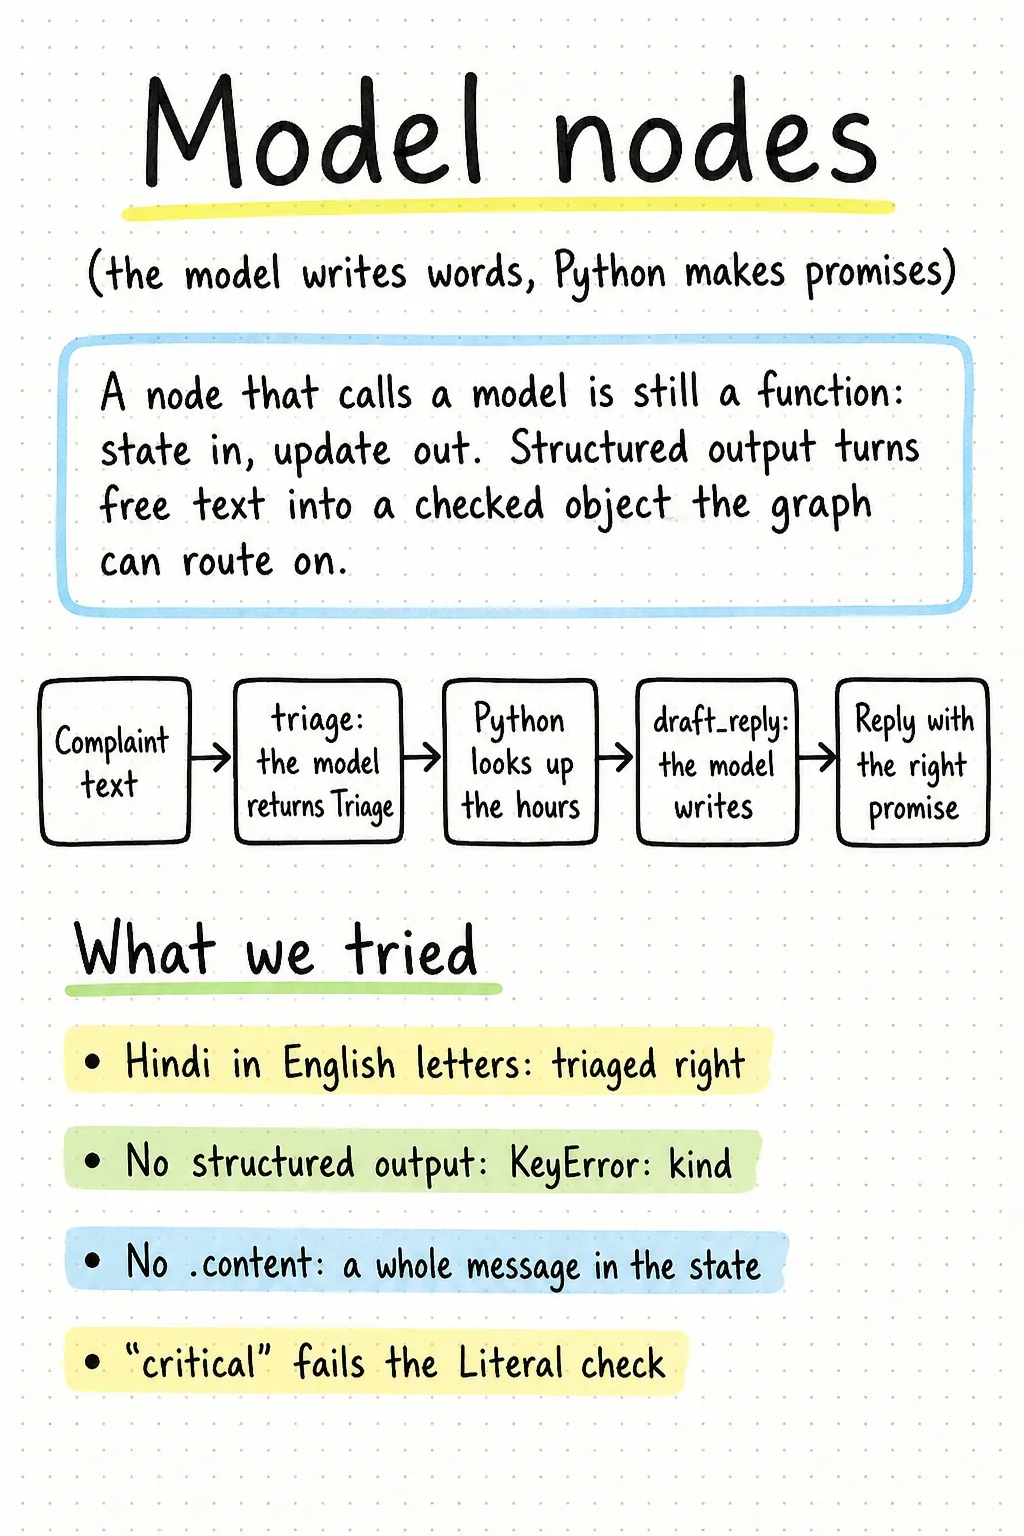 Model nodes
(the model writes words, Python makes promises)
A node that calls a model is still a function:
state in, update out. Structured output turns
free text into a checked object the graph
can route on.
Complaint
text
triage:
the model
returns Triage
Python
looks up
the hours
draft_reply:
the model
writes
Reply with
the right
promise
What we tried
• Hindi in English letters: triaged right
• No structured output: KeyError: kind
• No .content: a whole message in the state
• “critical” fails the Literal check